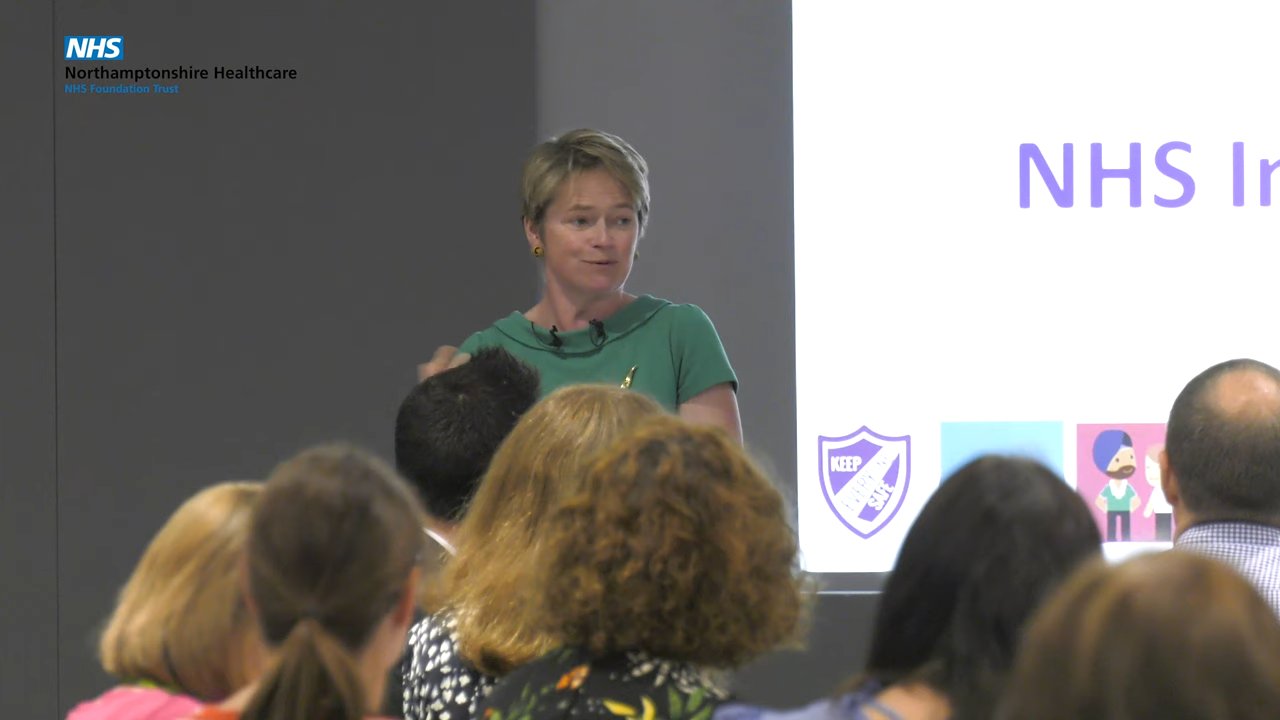 NHS
Northamptonshire Healthcare
NHS Foundation Trust
NHS In
KEEP
SAFE